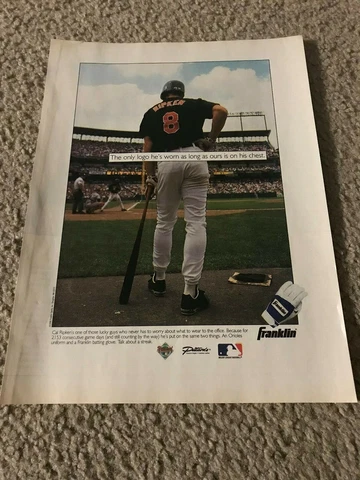 RIPKEN
8
The only logo he's worn as long as ours is on his chest.
Franklin
Cal Ripken's one of those lucky guys who never has to worry about what to wear to the office. Because for
2153 consecutive game days (and still counting by the way) he's put on the same two things. An Orioles
uniform and a Franklin batting glove. Talk about a streak.